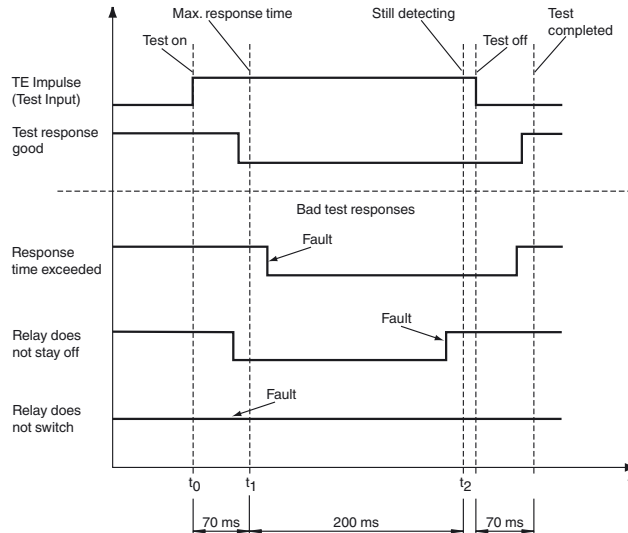 Max. response time
Still detecting
Test
completed
Test on
Test off
TE Impulse
(Test Input)
Test response
good
Bad test responses
Response
time exceeded
Fault
Relay does
not stay off
Fault
Relay does
not switch
Fault
t0
t1
t2
70 ms
200 ms
70 ms